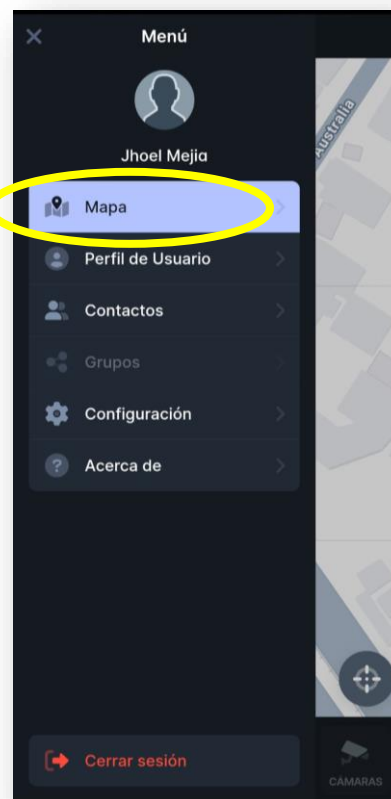 Menú
Jhoel Mejia
Mapa
Perfil de Usuario
Contactos
Grupos
Configuración
Acerca de
Cerrar sesión
Australia
CÁMARAS